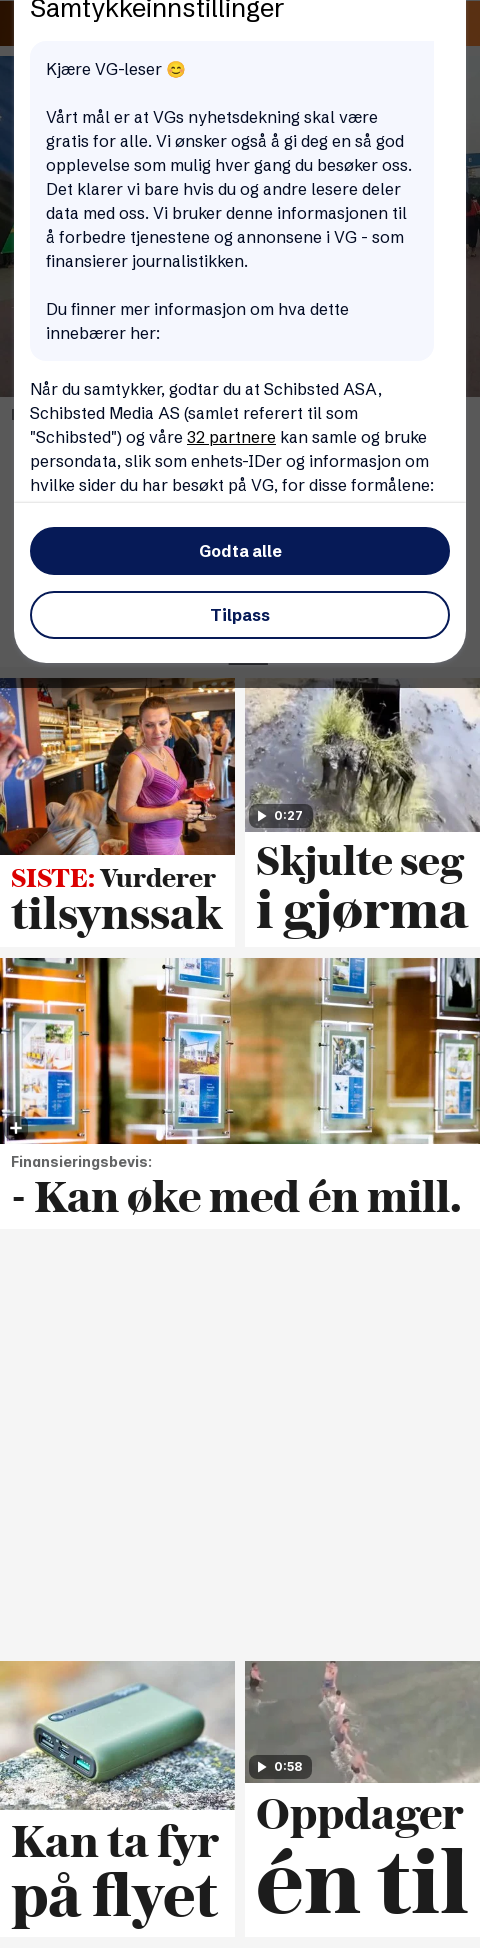 Samtykkeinnstillinger
Kjære VG-leser 😊
Vårt mål er at VGs nyhetsdekning skal være
gratis for alle. Vi ønsker også å gi deg en så god
opplevelse som mulig hver gang du besøker oss.
Det klarer vi bare hvis du og andre lesere deler
data med oss. Vi bruker denne informasjonen til
å forbedre tjenestene og annonsene i VG - som
finansierer journalistikken.
Du finner mer informasjon om hva dette
innebærer her:
Når du samtykker, godtar du at Schibsted ASA,
Schibsted Media AS (samlet referert til som
"Schibsted") og våre 32 partnere kan samle og bruke
persondata, slik som enhets-IDer og informasjon om
hvilke sider du har besøkt på VG, for disse formålene:
Godta alle
Tilpass
SISTE: Vurderer
tilsynssak
0:27
Skjulte seg
i gjørma
Finansieringsbevis:
- Kan øke med én mill.
Kan ta fyr
på flyet
0:58
Oppdager
én til